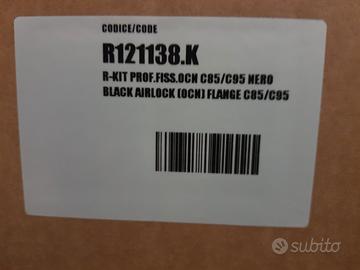 CODICE/CODE
R121138.K
R-KIT PROF.FISS.OCN C85/C95 NERO
BLACK AIRLOCK (OCN) FLANGE C85/C95
subito